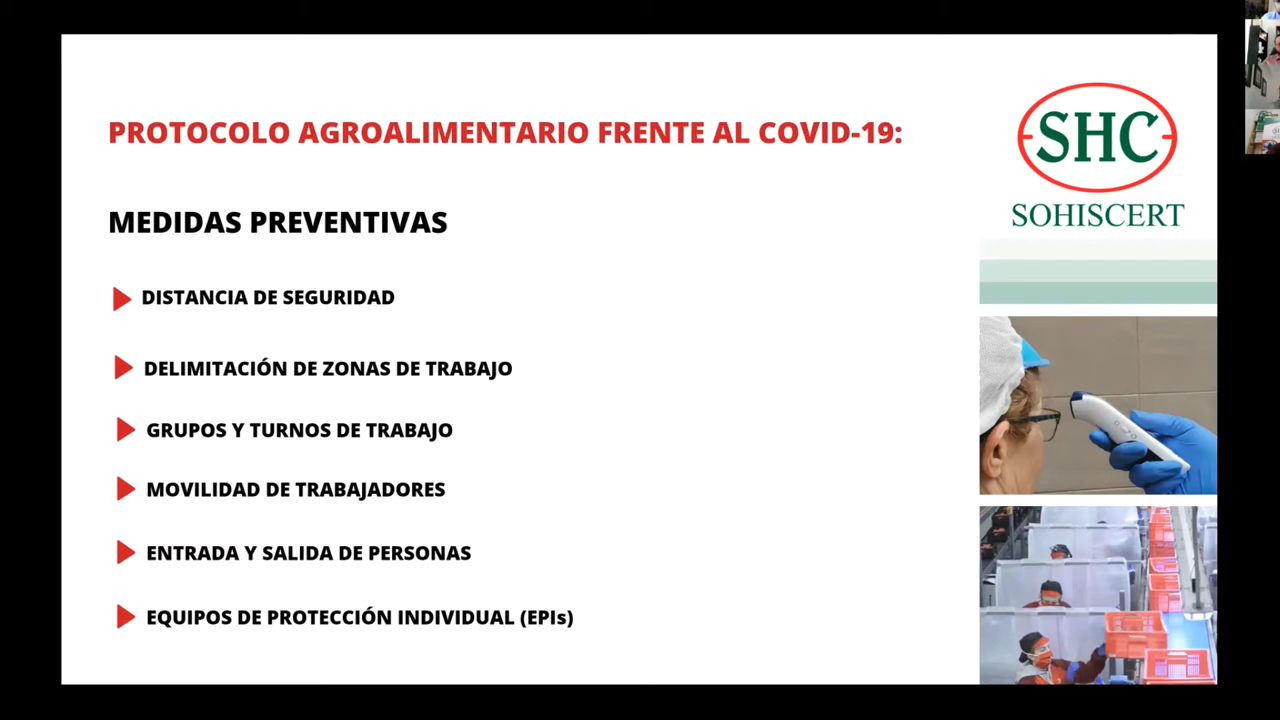 PROTOCOLO AGROALIMENTARIO FRENTE AL COVID-19:
SHC
SOHISCERT
MEDIDAS PREVENTIVAS
DISTANCIA DE SEGURIDAD
DELIMITACIÓN DE ZONAS DE TRABAJO
GRUPOS Y TURNOS DE TRABAJO
MOVILIDAD DE TRABAJADORES
ENTRADA Y SALIDA DE PERSONAS
EQUIPOS DE PROTECCIÓN INDIVIDUAL (EPIs)